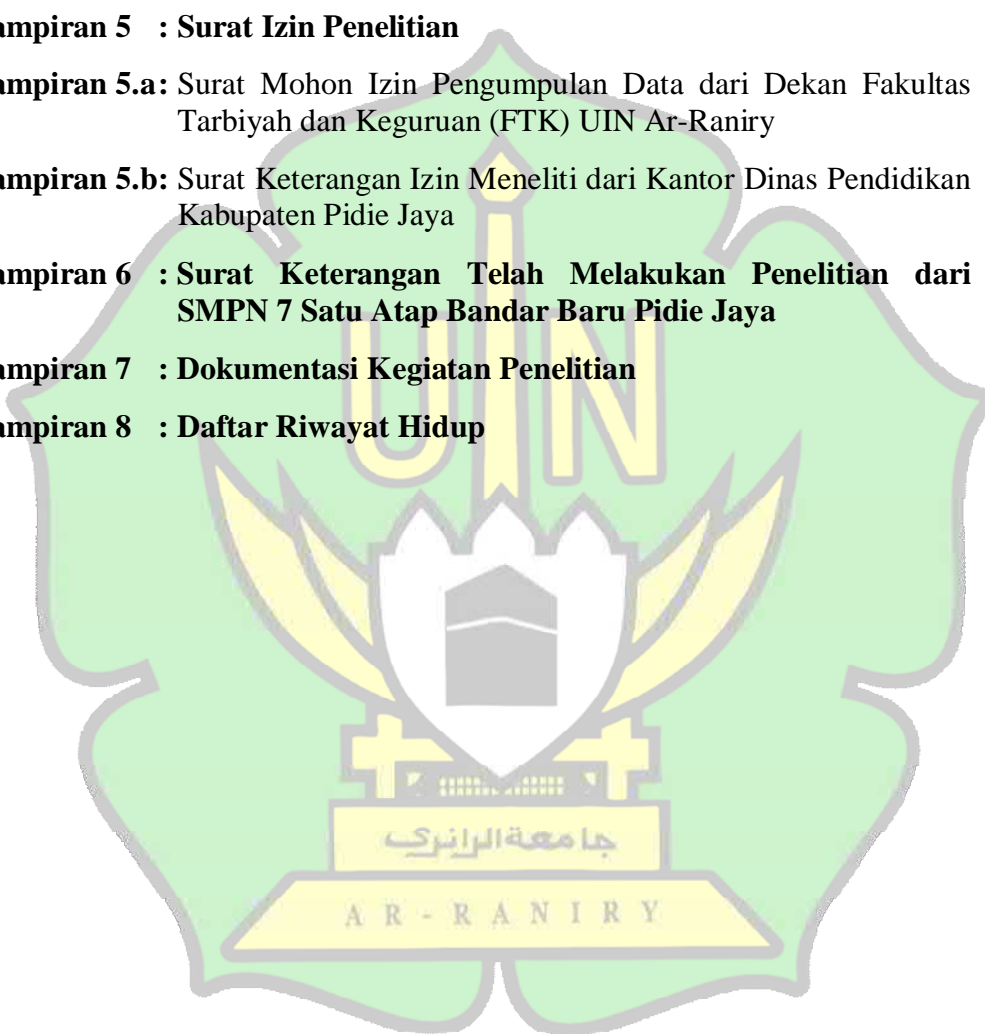 ampiran 5 : Surat Izin Penelitian
ampiran 5.a: Surat Mohon Izin Pengumpulan Data dari Dekan Fakultas
Tarbiyah dan Keguruan (FTK) UIN Ar-Raniry
ampiran 5.b: Surat Keterangan Izin Meneliti dari Kantor Dinas Pendidikan
Kabupaten Pidie Jaya
ampiran 6 : Surat Keterangan Telah Melakukan Penelitian dari
SMPN 7 Satu Atap Bandar Baru Pidie Jaya
ampiran 7 : Dokumentasi Kegiatan Penelitian
ampiran 8 : Daftar Riwayat Hidup
UIN
جامعةالرانري
AR-RANIRY